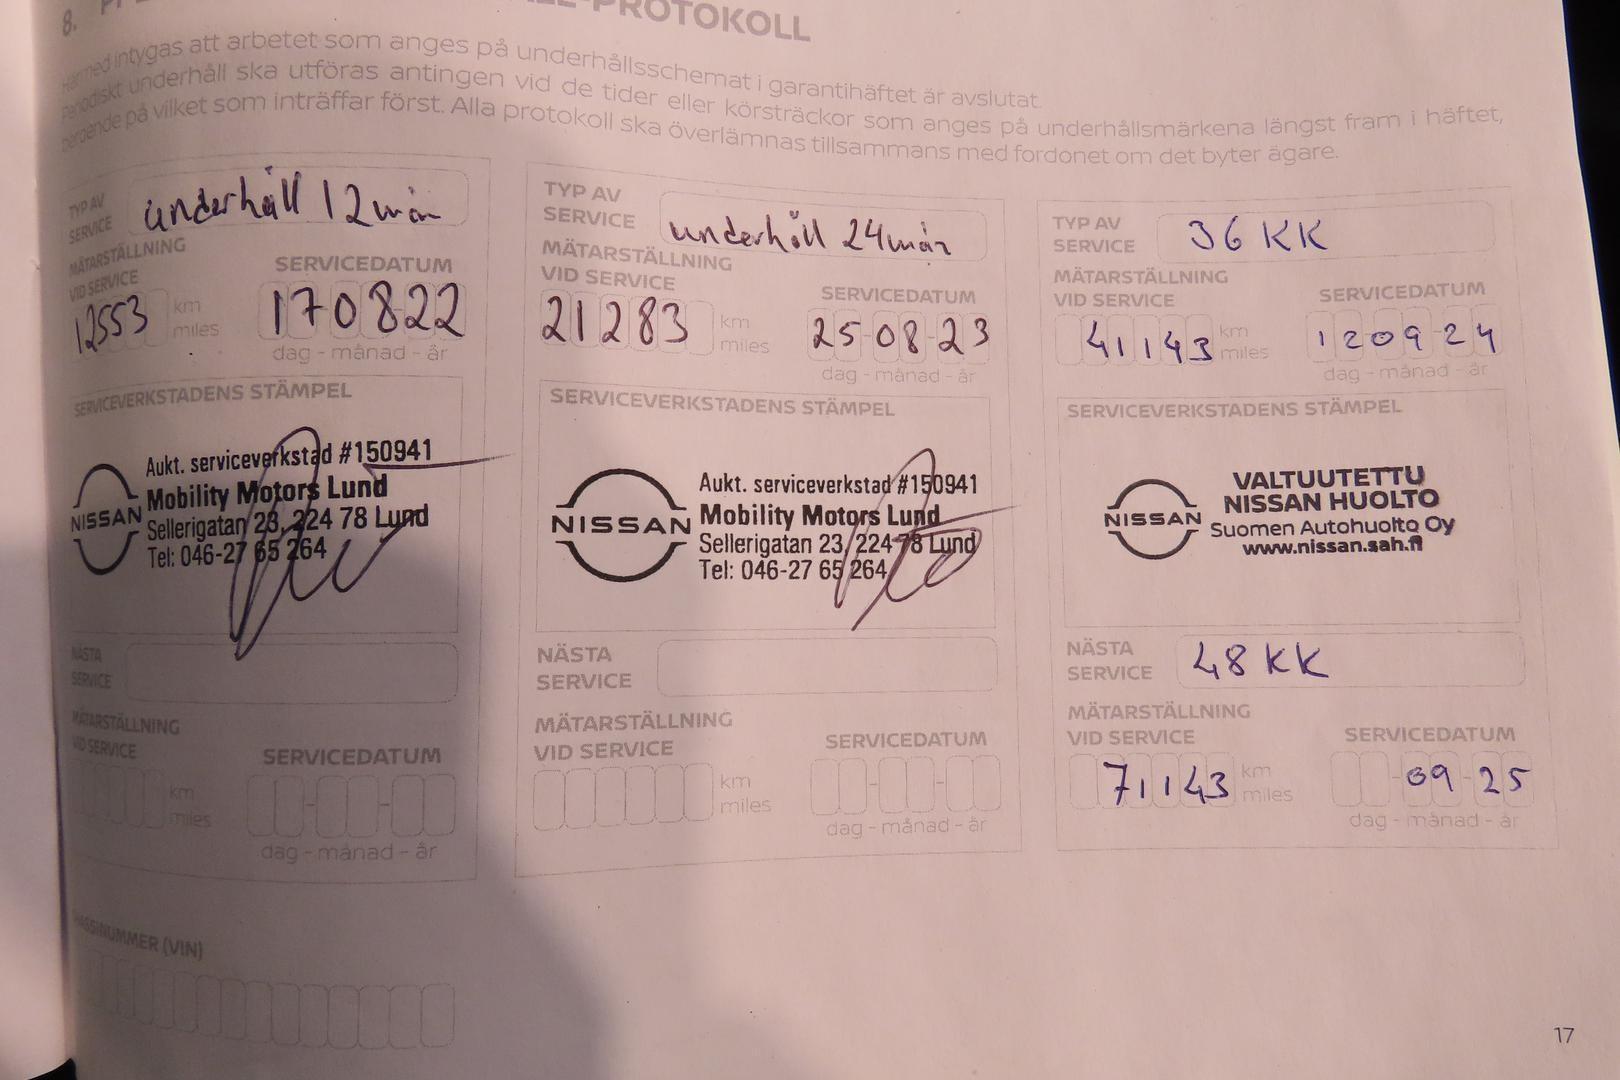 8.
-PROTOKOLL
Härmed intygas att arbetet som anges på underhållsschemat i garantihäftet är avslutat.
Periodiskt underhåll ska utföras antingen vid de tider eller körsträckor som anges på underhållsmärkena längst fram i häftet,
beroende på vilket som inträffar först. Alla protokoll ska överlämnas tillsammans med fordonet om det byter ägare.
TYP AV
SERVICE
underhåll 12 mån
MÄTARSTÄLLNING
VID SERVICE
SERVICEDATUM
12553
km
miles
170822
dag - månad - år
SERVICEVERKSTADENS STÄMPEL
NISSAN
Aukt. serviceverkstad #150941
Mobility Motors Lund
Sellerigatan 23, 224 78 Lund
Tel: 046-27 65 264
NÄSTA
SERVICE
MÄTARSTÄLLNING
VID SERVICE
SERVICEDATUM
km
miles
dag - månad - år
CHASSINUMMER (VIN)
TYP AV
SERVICE
underhåll 24mån
MÄTARSTÄLLNING
VID SERVICE
SERVICEDATUM
21283
km
miles
25-08-23
dag - månad - år
SERVICEVERKSTADENS STÄMPEL
NISSAN
Aukt. serviceverkstad #150941
Mobility Motors Lund
Sellerigatan 23, 224 78 Lund
Tel: 046-27 65 264
NÄSTA
SERVICE
MÄTARSTÄLLNING
VID SERVICE
SERVICEDATUM
km
miles
dag - månad - år
TYP AV
SERVICE
36 KK
MÄTARSTÄLLNING
VID SERVICE
SERVICEDATUM
41143
km
miles
12 09 - 24
dag - månad - år
SERVICEVERKSTADENS STÄMPEL
NISSAN
VALTUUTETTU
NISSAN HUOLTO
Suomen Autohuolto Oy
www.nissan.sah.fi
NÄSTA
SERVICE
48 KK
MÄTARSTÄLLNING
VID SERVICE
SERVICEDATUM
71143
km
miles
-09-25
dag - månad - år
17